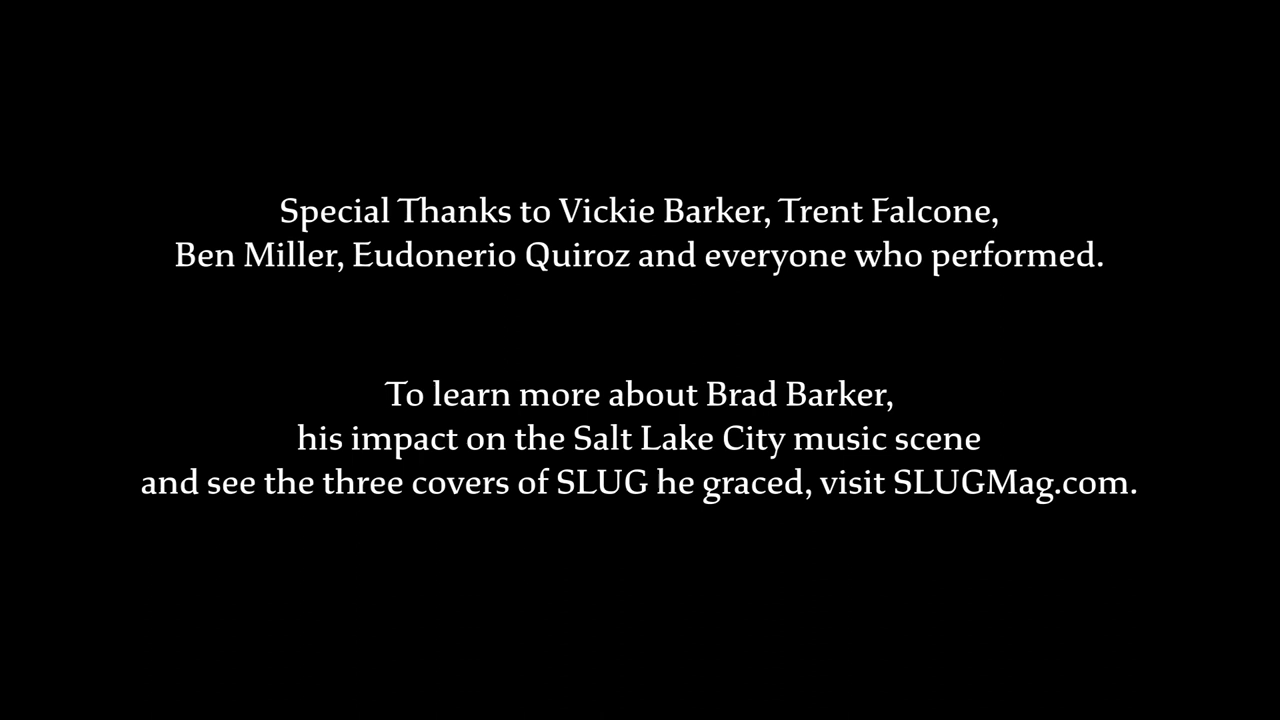 Special Thanks to Vickie Barker, Trent Falcone,
Ben Miller, Eudonerio Quiroz and everyone who performed.
To learn more about Brad Barker,
his impact on the Salt Lake City music scene
and see the three covers of SLUG he graced, visit SLUGMag.com.